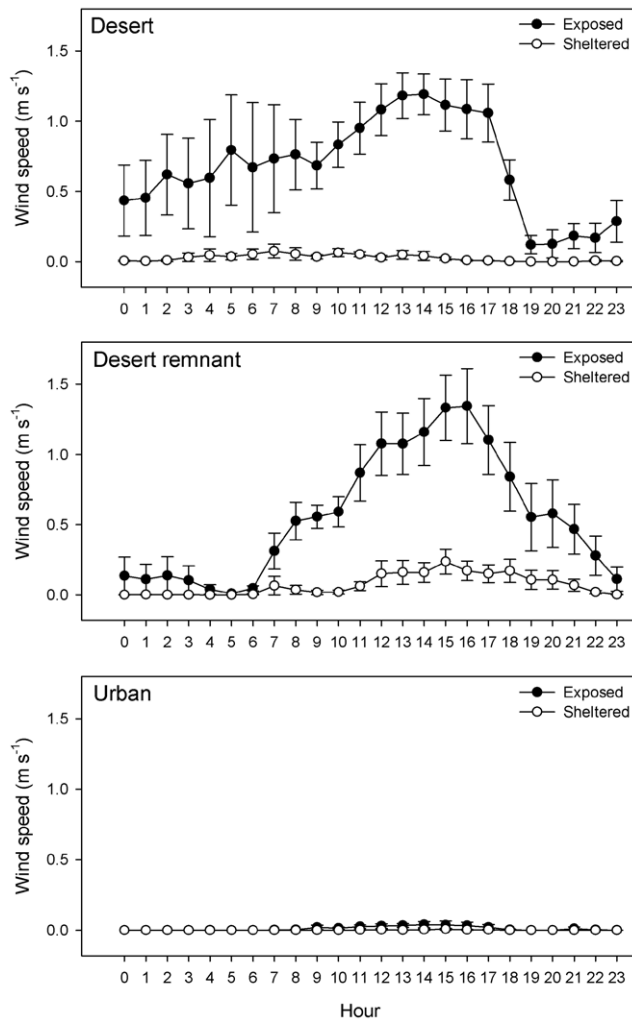 Desert
Exposed
Sheltered
Wind speed (m s-1)
1.5
1.0
0.5
0.0
0 1 2 3 4 5 6 7 8 9 10 11 12 13 14 15 16 17 18 19 20 21 22 23
Desert remnant
Exposed
Sheltered
Wind speed (m s-1)
1.5
1.0
0.5
0.0
0 1 2 3 4 5 6 7 8 9 10 11 12 13 14 15 16 17 18 19 20 21 22 23
Urban
Exposed
Sheltered
Wind speed (m s-1)
1.5
1.0
0.5
0.0
0 1 2 3 4 5 6 7 8 9 10 11 12 13 14 15 16 17 18 19 20 21 22 23
Hour